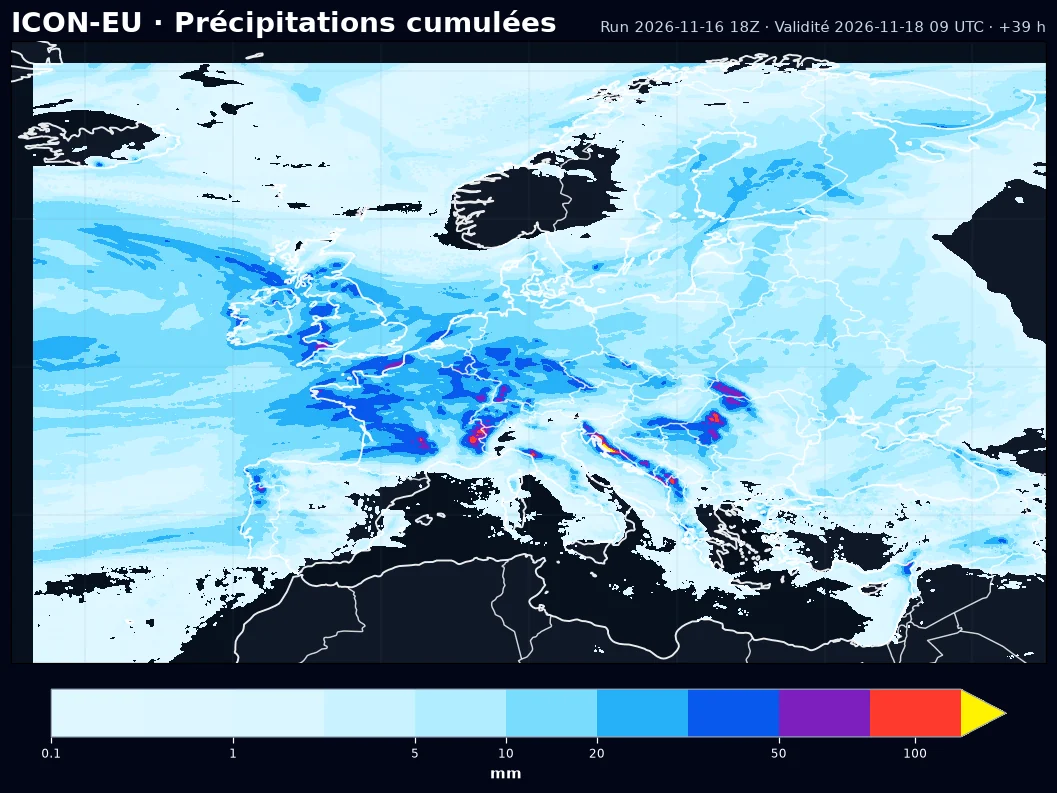 ICON-EU · Précipitations cumulées
Run 2026-11-16 18Z · Validité 2026-11-18 09 UTC · +39 h
0.1 1 5 10 20 50 100
mm